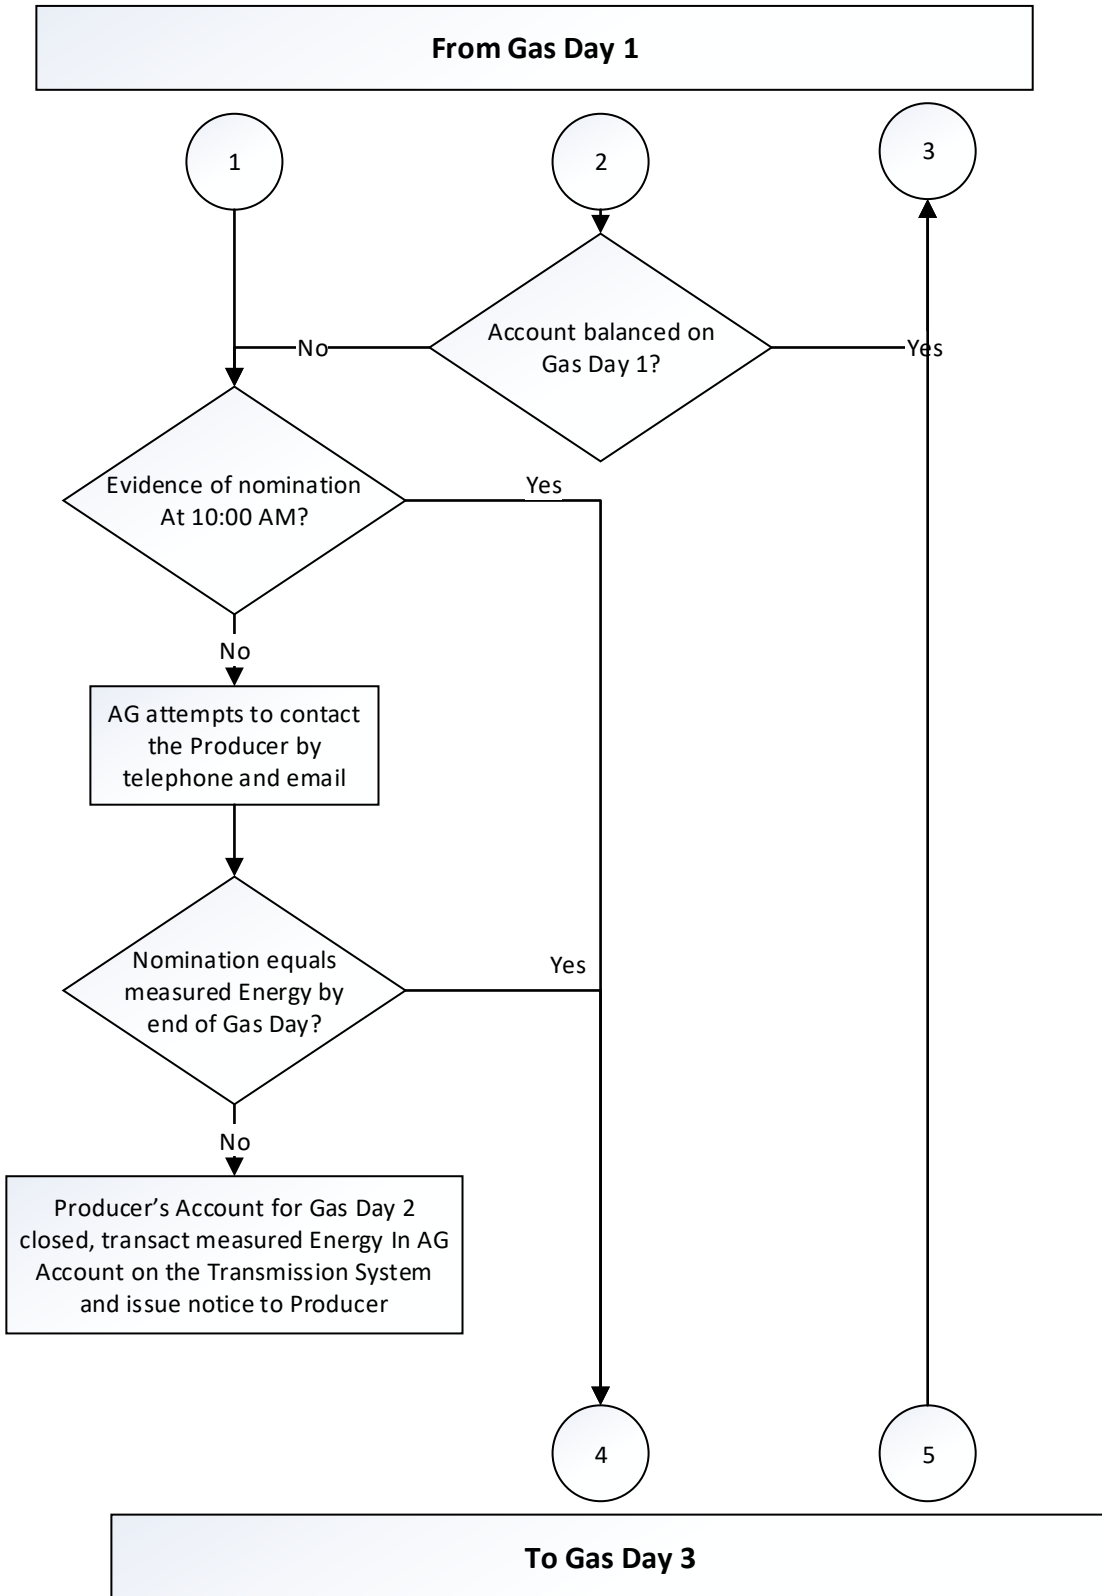 From Gas Day 1
1
2
3
Account balanced on
Gas Day 1?
No
Yes
Evidence of nomination
At 10:00 AM?
Yes
No
AG attempts to contact
the Producer by
telephone and email
Nomination equals
measured Energy by
end of Gas Day?
Yes
No
Producer’s Account for Gas Day 2
closed, transact measured Energy In AG
Account on the Transmission System
and issue notice to Producer
4
5
To Gas Day 3